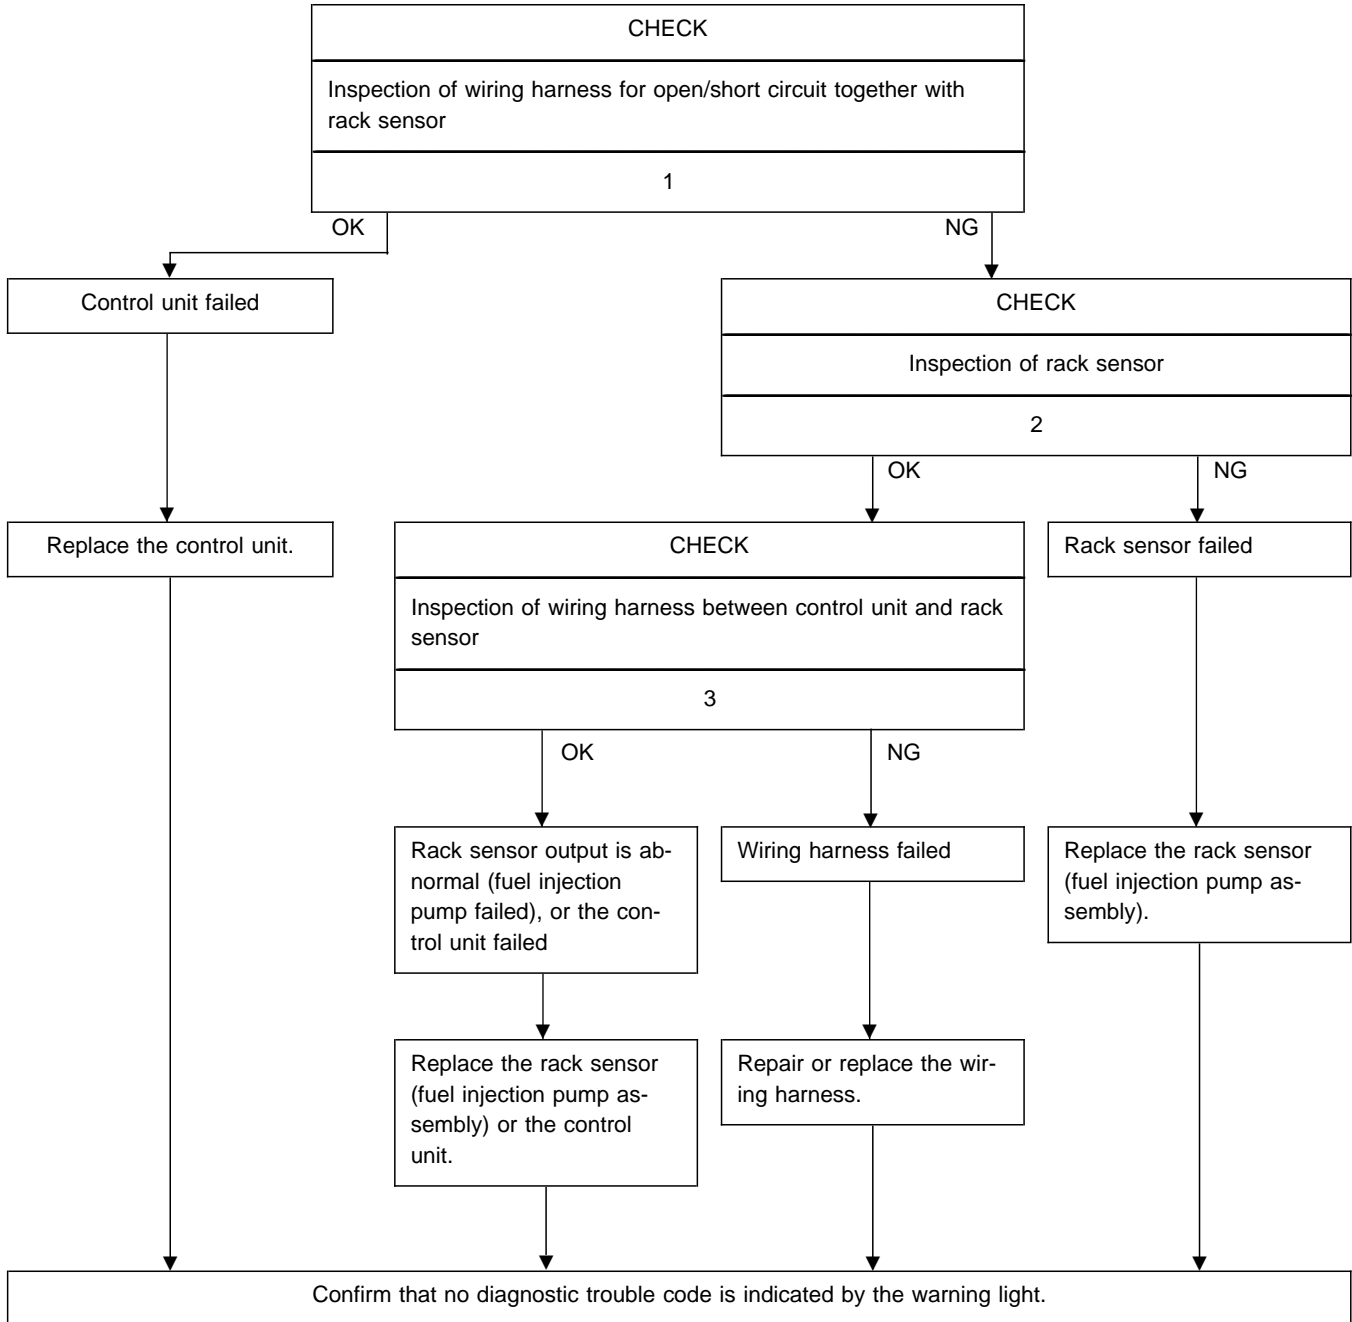 CHECK
Inspection of wiring harness for open/short circuit together with
rack sensor
1
OK
NG
Control unit failed
CHECK
Inspection of rack sensor
2
OK
NG
Replace the control unit.
CHECK
Inspection of wiring harness between control unit and rack
sensor
3
Rack sensor failed
OK
NG
Rack sensor output is ab-
normal (fuel injection
pump failed), or the con-
trol unit failed
Wiring harness failed
Replace the rack sensor
(fuel injection pump as-
sembly).
Replace the rack sensor
(fuel injection pump as-
sembly) or the control
unit.
Repair or replace the wir-
ing harness.
Confirm that no diagnostic trouble code is indicated by the warning light.